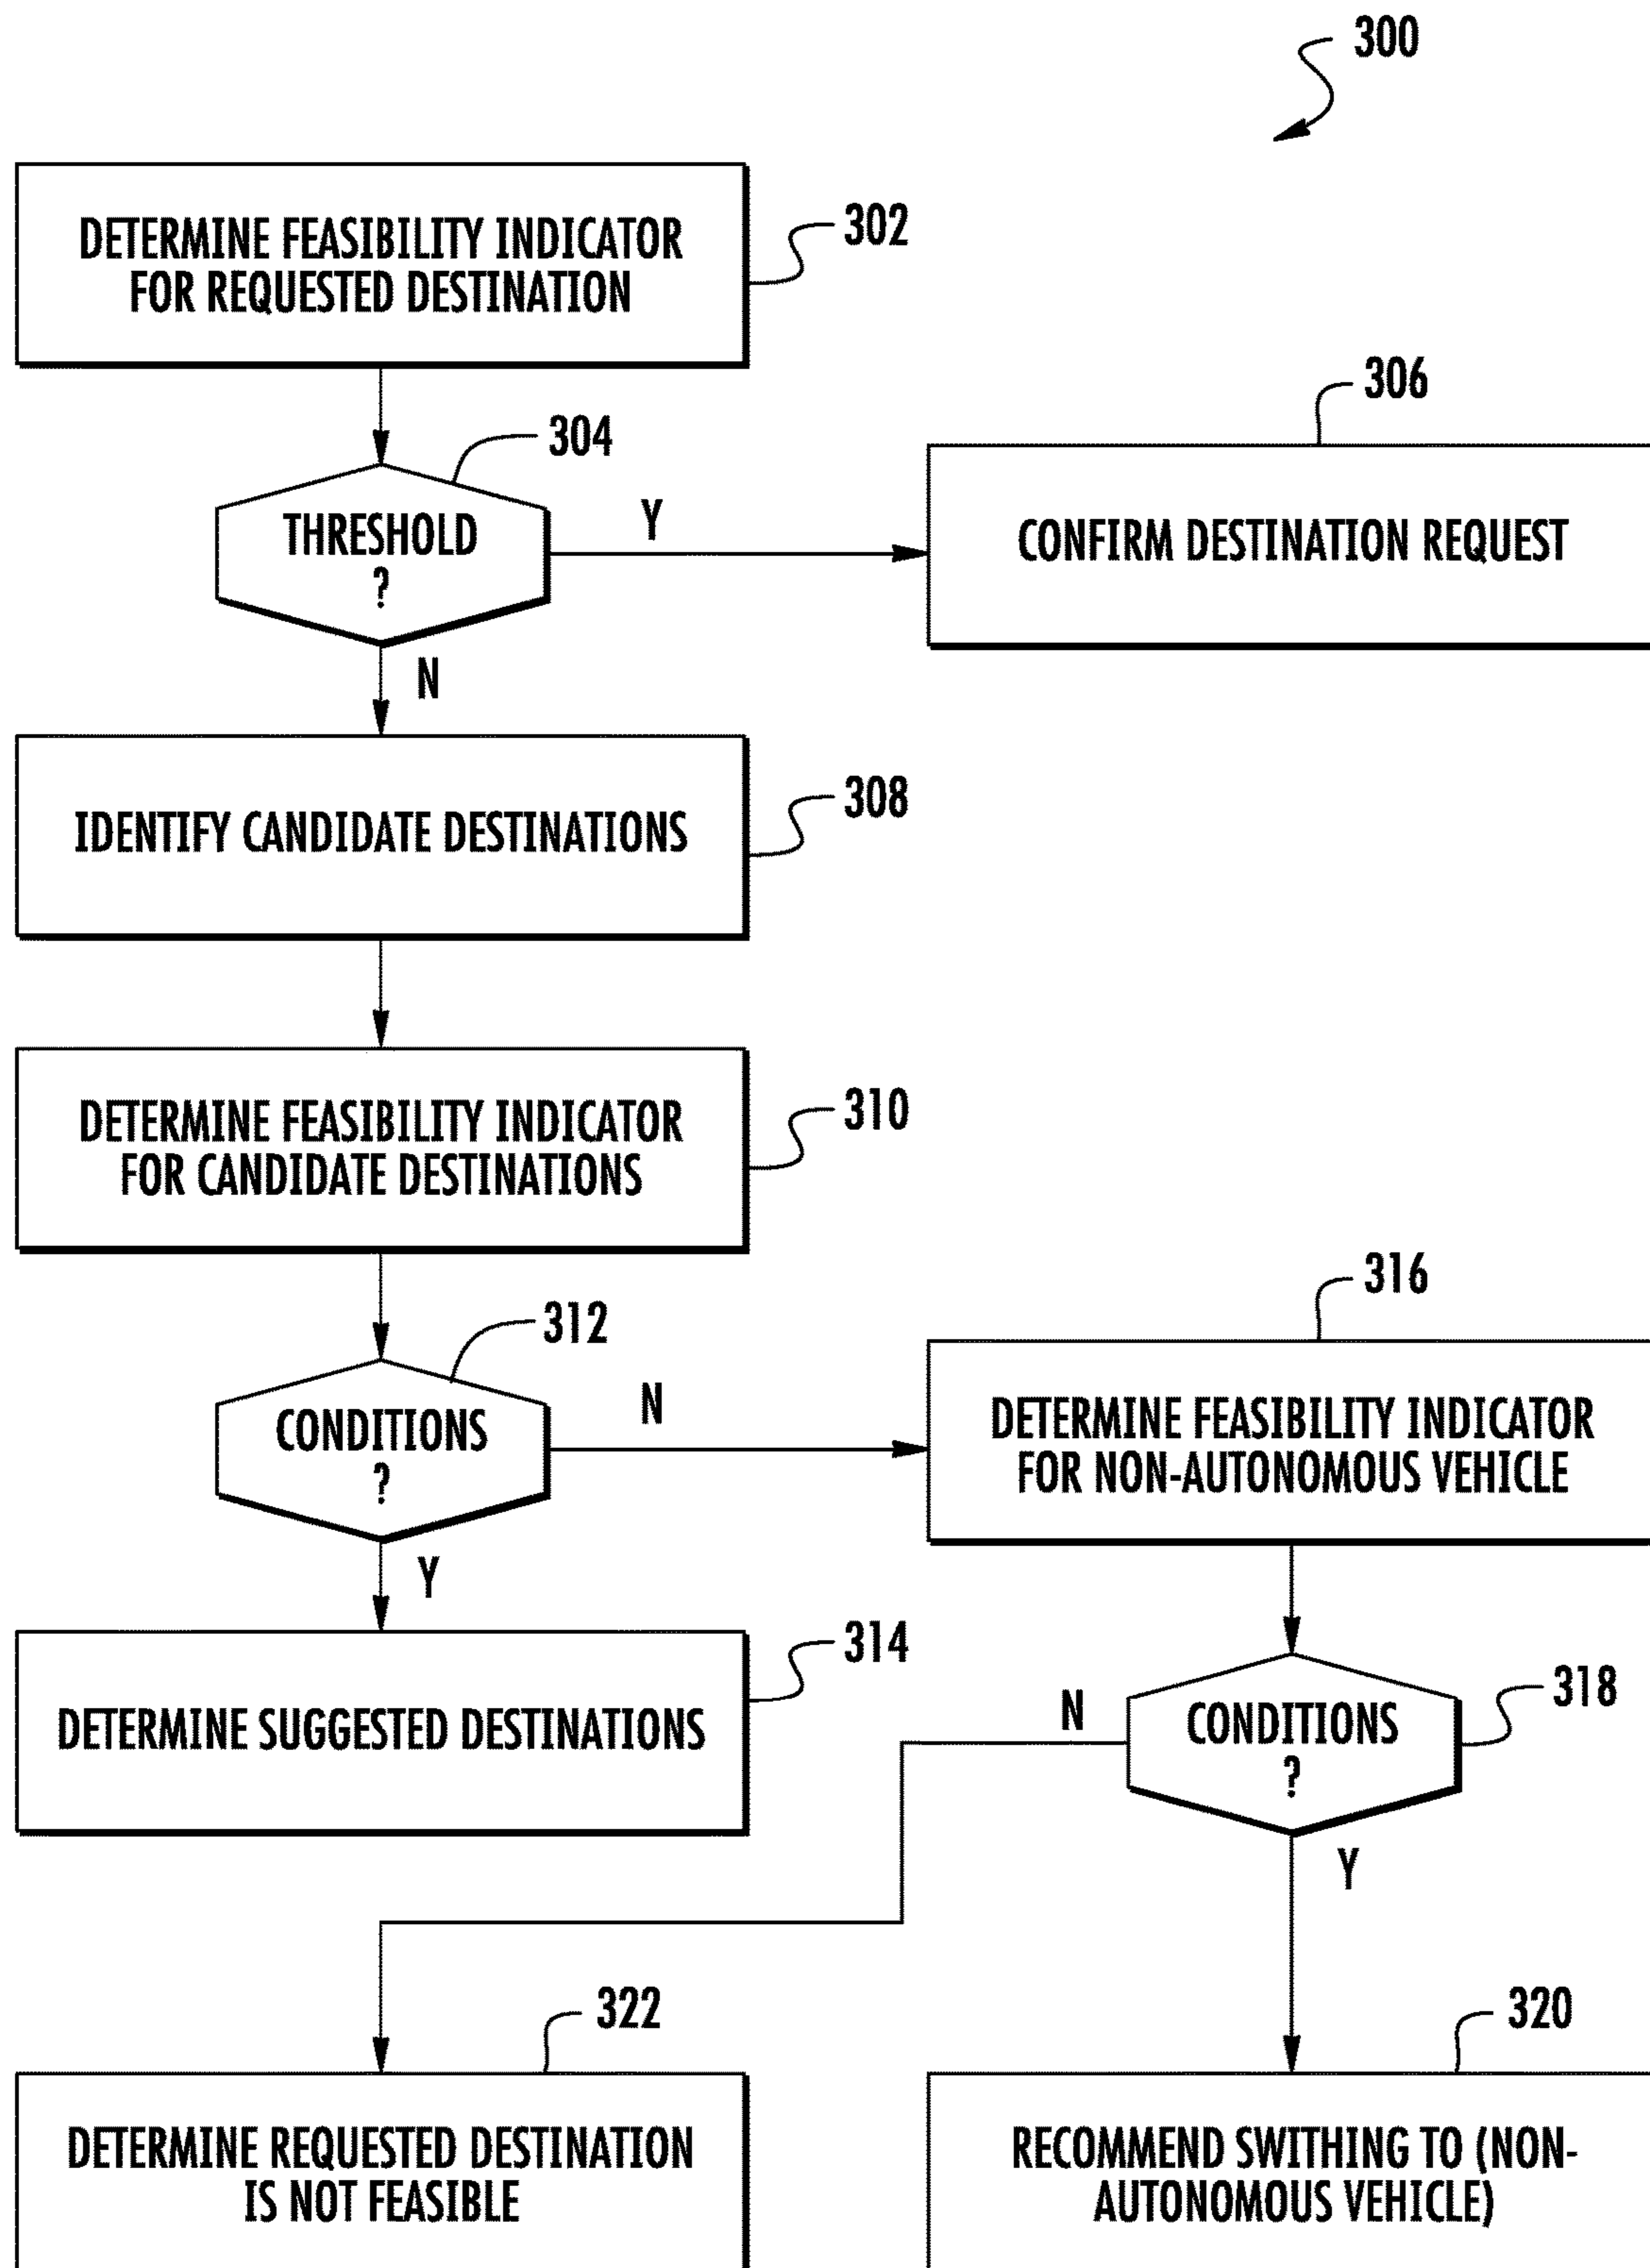 300
DETERMINE FEASIBILITY INDICATOR
FOR REQUESTED DESTINATION
302
304
THRESHOLD
?
Y
306
CONFIRM DESTINATION REQUEST
N
IDENTIFY CANDIDATE DESTINATIONS
308
DETERMINE FEASIBILITY INDICATOR
FOR CANDIDATE DESTINATIONS
310
312
CONDITIONS
?
N
316
DETERMINE FEASIBILITY INDICATOR
FOR NON-AUTONOMOUS VEHICLE
Y
DETERMINE SUGGESTED DESTINATIONS
314
N
CONDITIONS
?
318
Y
322
DETERMINE REQUESTED DESTINATION
IS NOT FEASIBLE
320
RECOMMEND SWITHING TO (NON-
AUTONOMOUS VEHICLE)